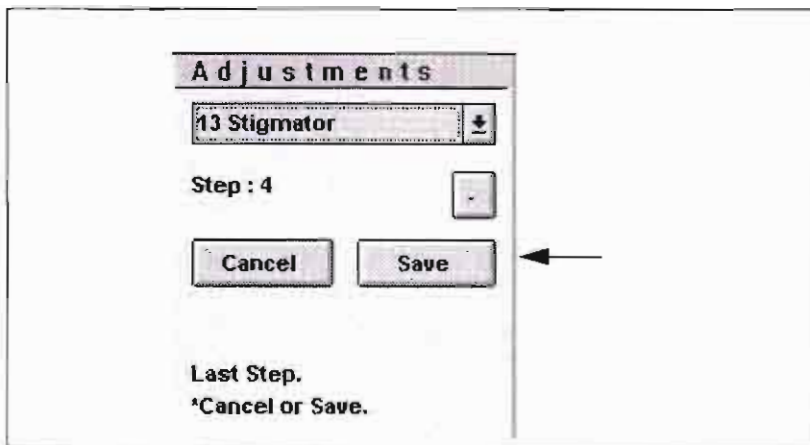 Adjustments
13 Stigmator
Step : 4
Cancel Save
Last Step.
*Cancel or Save.